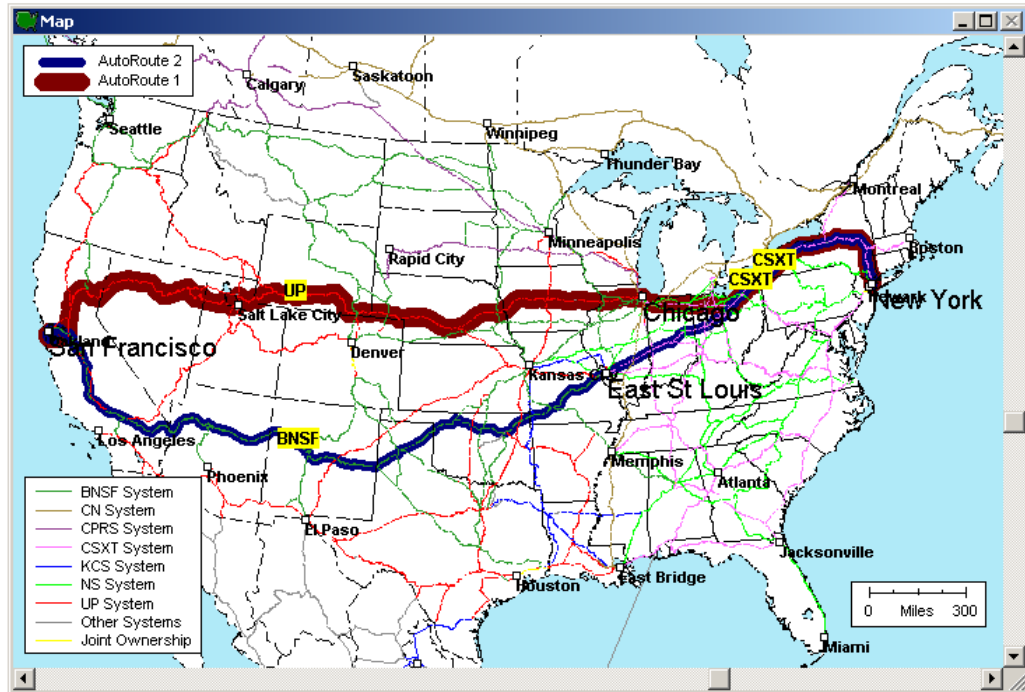 Map
AutoRoute 2
AutoRoute 1
Calgary
Saskatoon
Seattle
Winnipeg
Thunder Bay
Montreal
Minneapolis
Boston
Rapid City
CSXT
CSXT
UP
Newark
New York
Salt Lake City
Chicago
San Francisco
Denver
Kansas
East St Louis
BNSF
Los Angeles
Phoenix
Memphis
Atlanta
El Paso
Jacksonville
Houston
East Bridge
Miami
BNSF System
CN System
CPRS System
CSXT System
KCS System
NS System
UP System
Other Systems
Joint Ownership
0 Miles 300